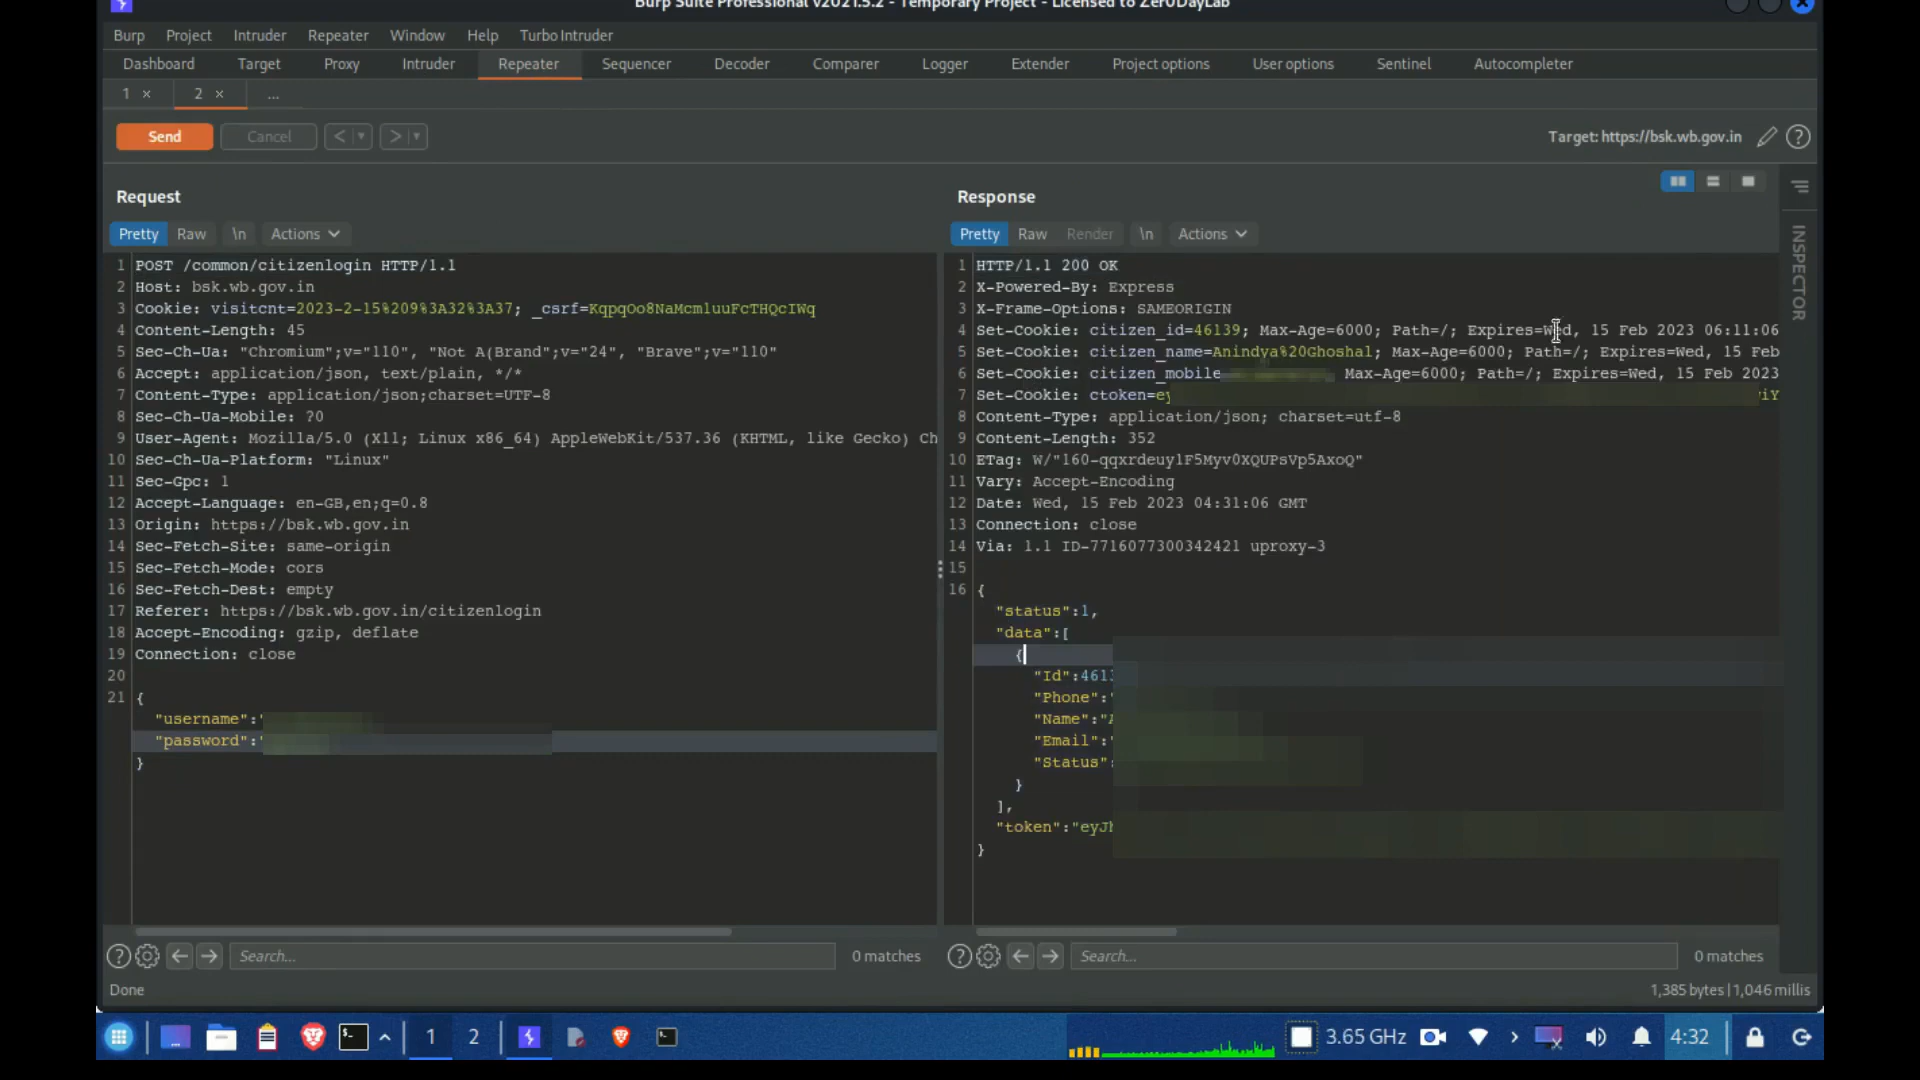 Burp Suite Professional v2021.5.2 - Temporary Project - Licensed to Zer0DayLab
Burp Project Intruder Repeater Window Help Turbo Intruder
Dashboard Target Proxy Intruder Repeater Sequencer Decoder Comparer Logger Extender Project options User options Sentinel Autocompleter
1 × 2 × ...
Send Cancel < > Target: https://bsk.wb.gov.in
Request
Pretty Raw \n Actions
1 POST /common/citizenlogin HTTP/1.1
2 Host: bsk.wb.gov.in
3 Cookie: visitcnt=2023-2-15%209%3A32%3A37; _csrf=KqpqOo8NaMcmluuFcTHQcIWq
4 Content-Length: 45
5 Sec-Ch-Ua: "Chromium";v="110", "Not A(Brand";v="24", "Brave";v="110"
6 Accept: application/json, text/plain, */*
7 Content-Type: application/json;charset=UTF-8
8 Sec-Ch-Ua-Mobile: ?0
9 User-Agent: Mozilla/5.0 (X11; Linux x86_64) AppleWebKit/537.36 (KHTML, like Gecko) Ch
10 Sec-Ch-Ua-Platform: "Linux"
11 Sec-Gpc: 1
12 Accept-Language: en-GB,en;q=0.8
13 Origin: https://bsk.wb.gov.in
14 Sec-Fetch-Site: same-origin
15 Sec-Fetch-Mode: cors
16 Sec-Fetch-Dest: empty
17 Referer: https://bsk.wb.gov.in/citizenlogin
18 Accept-Encoding: gzip, deflate
19 Connection: close
20
21 {
"username":"
"password":"
}
Search... 0 matches
Response
Pretty Raw Render \n Actions
INSPECTOR
1 HTTP/1.1 200 OK
2 X-Powered-By: Express
3 X-Frame-Options: SAMEORIGIN
4 Set-Cookie: citizen_id=46139; Max-Age=6000; Path=/; Expires=Wed, 15 Feb 2023 06:11:06
5 Set-Cookie: citizen_name=Anindya%20Ghoshal; Max-Age=6000; Path=/; Expires=Wed, 15 Feb
6 Set-Cookie: citizen_mobile Max-Age=6000; Path=/; Expires=Wed, 15 Feb 2023
7 Set-Cookie: ctoken=ey iY
8 Content-Type: application/json; charset=utf-8
9 Content-Length: 352
10 ETag: W/"160-qqxrdeuylF5Myv0XQUPsVp5AxoQ"
11 Vary: Accept-Encoding
12 Date: Wed, 15 Feb 2023 04:31:06 GMT
13 Connection: close
14 Via: 1.1 ID-7716077300342421 uproxy-3
15
16 {
"status":1,
"data":[
{
"Id":4613
"Phone":"
"Name":"A
"Email":"
"Status":
}
],
"token":"eyJh
}
Search... 0 matches
Done 1,385 bytes | 1,046 millis
1 2 3.65 GHz 4:32